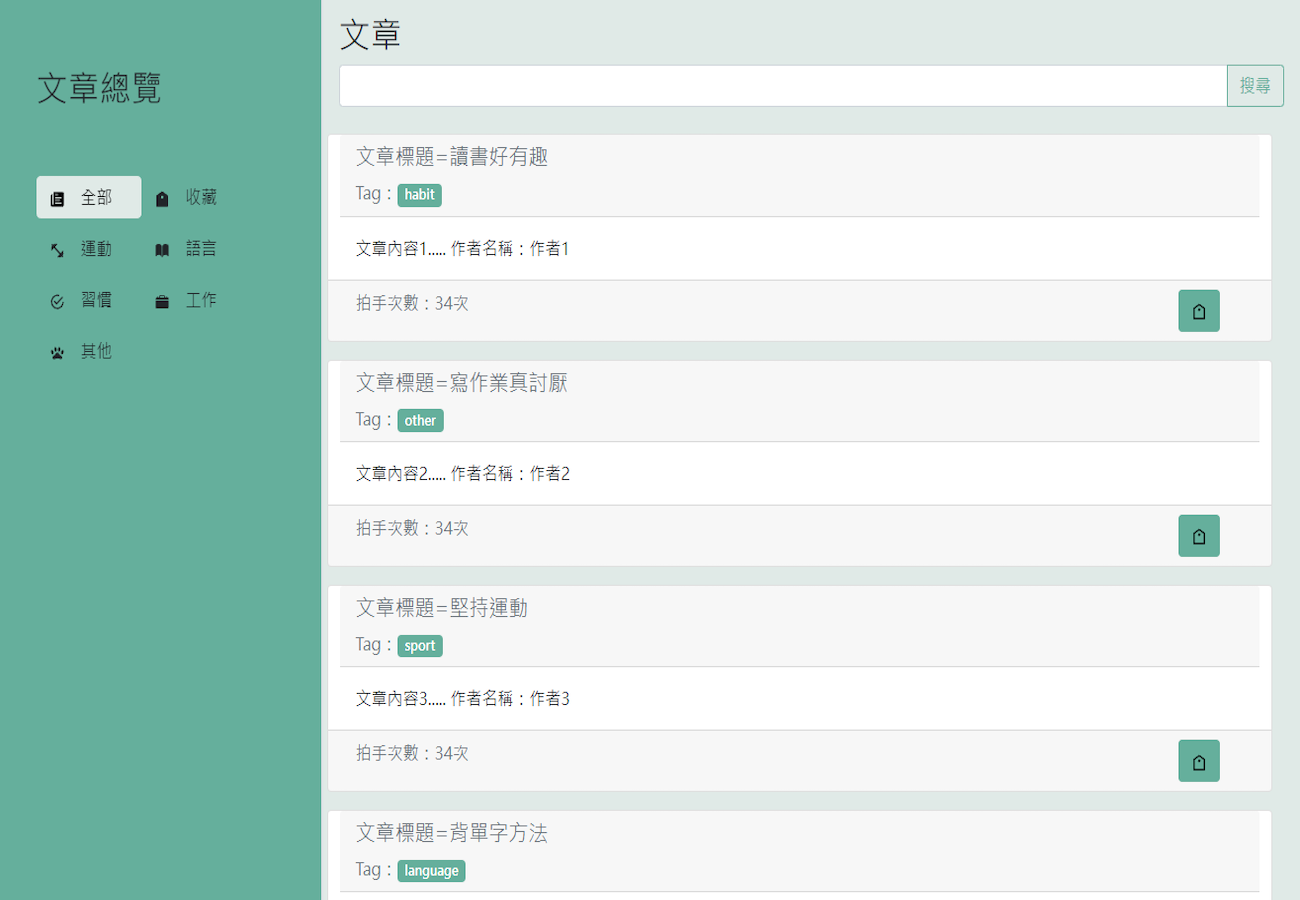 文章總覽
全部 收藏
運動 語言
習慣 工作
其他
文章
搜尋
文章標題=讀書好有趣
Tag : habit
文章內容1..... 作者名稱：作者1
拍手次數：34次
文章標題=寫作業真討厭
Tag : other
文章內容2..... 作者名稱：作者2
拍手次數：34次
文章標題=堅持運動
Tag : sport
文章內容3..... 作者名稱：作者3
拍手次數：34次
文章標題=背單字方法
Tag : language